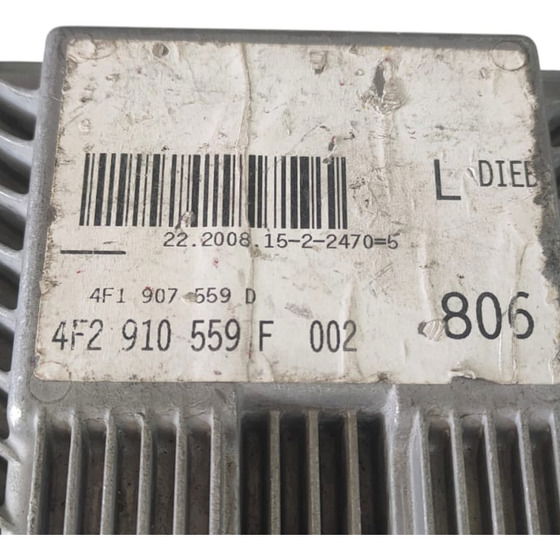 L DIEB
22.2008.15-2-2470=5
4F1 907 559 D
4F2 910 559 F 002 806